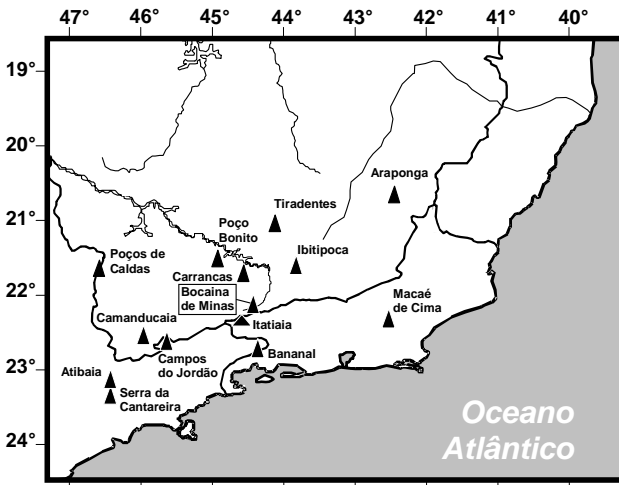 47° 46° 45° 44° 43° 42° 41° 40°
19°
20°
Araponga
Tiradentes
21°
Poço
Bonito
Ibitipoca
Poços de
Caldas
Carrancas
22°
Bocaina
de Minas
Macaé
de Cima
Camanducaia
Itatiaia
23°
Campos
do Jordão
Bananal
Atibaia
Serra da
Cantareira
24°
Oceano
Atlântico